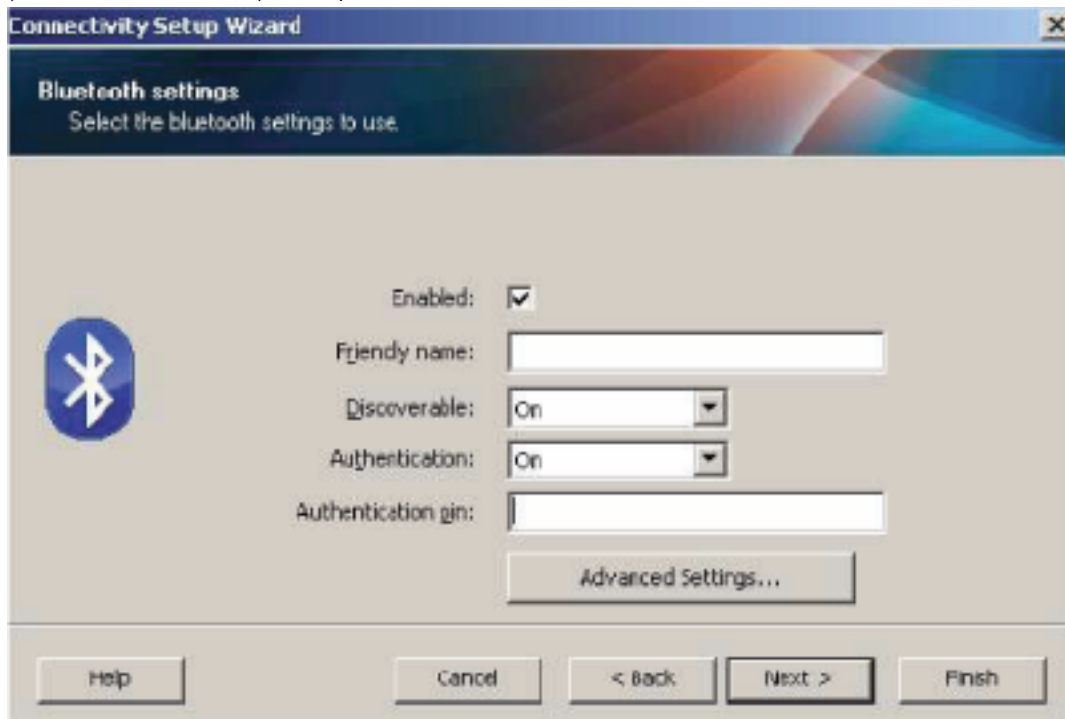 Connectivity Setup Wizard
Bluetooth settings
Select the bluetooth settings to use.
Enabled:
Friendly name:
Discoverable: On
Authentication: On
Authentication pin:
Advanced Settings...
Help Cancel < Back Next > Finish